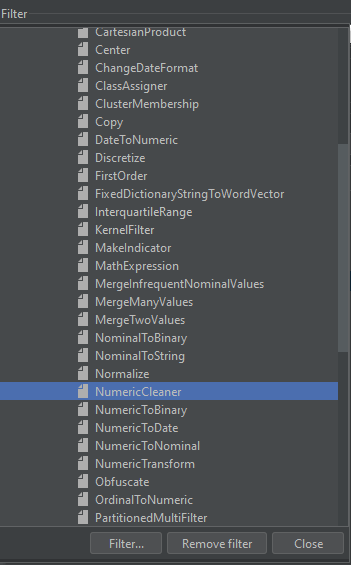 Filter
CartesianProduct
Center
ChangeDateFormat
ClassAssigner
ClusterMembership
Copy
DateToNumeric
Discretize
FirstOrder
FixedDictionaryStringToWordVector
InterquartileRange
KernelFilter
MakeIndicator
MathExpression
MergeInfrequentNominalValues
MergeManyValues
MergeTwoValues
NominalToBinary
NominalToString
Normalize
NumericCleaner
NumericToBinary
NumericToDate
NumericToNominal
NumericTransform
Obfuscate
OrdinalToNumeric
PartitionedMultiFilter
Filter... Remove filter Close